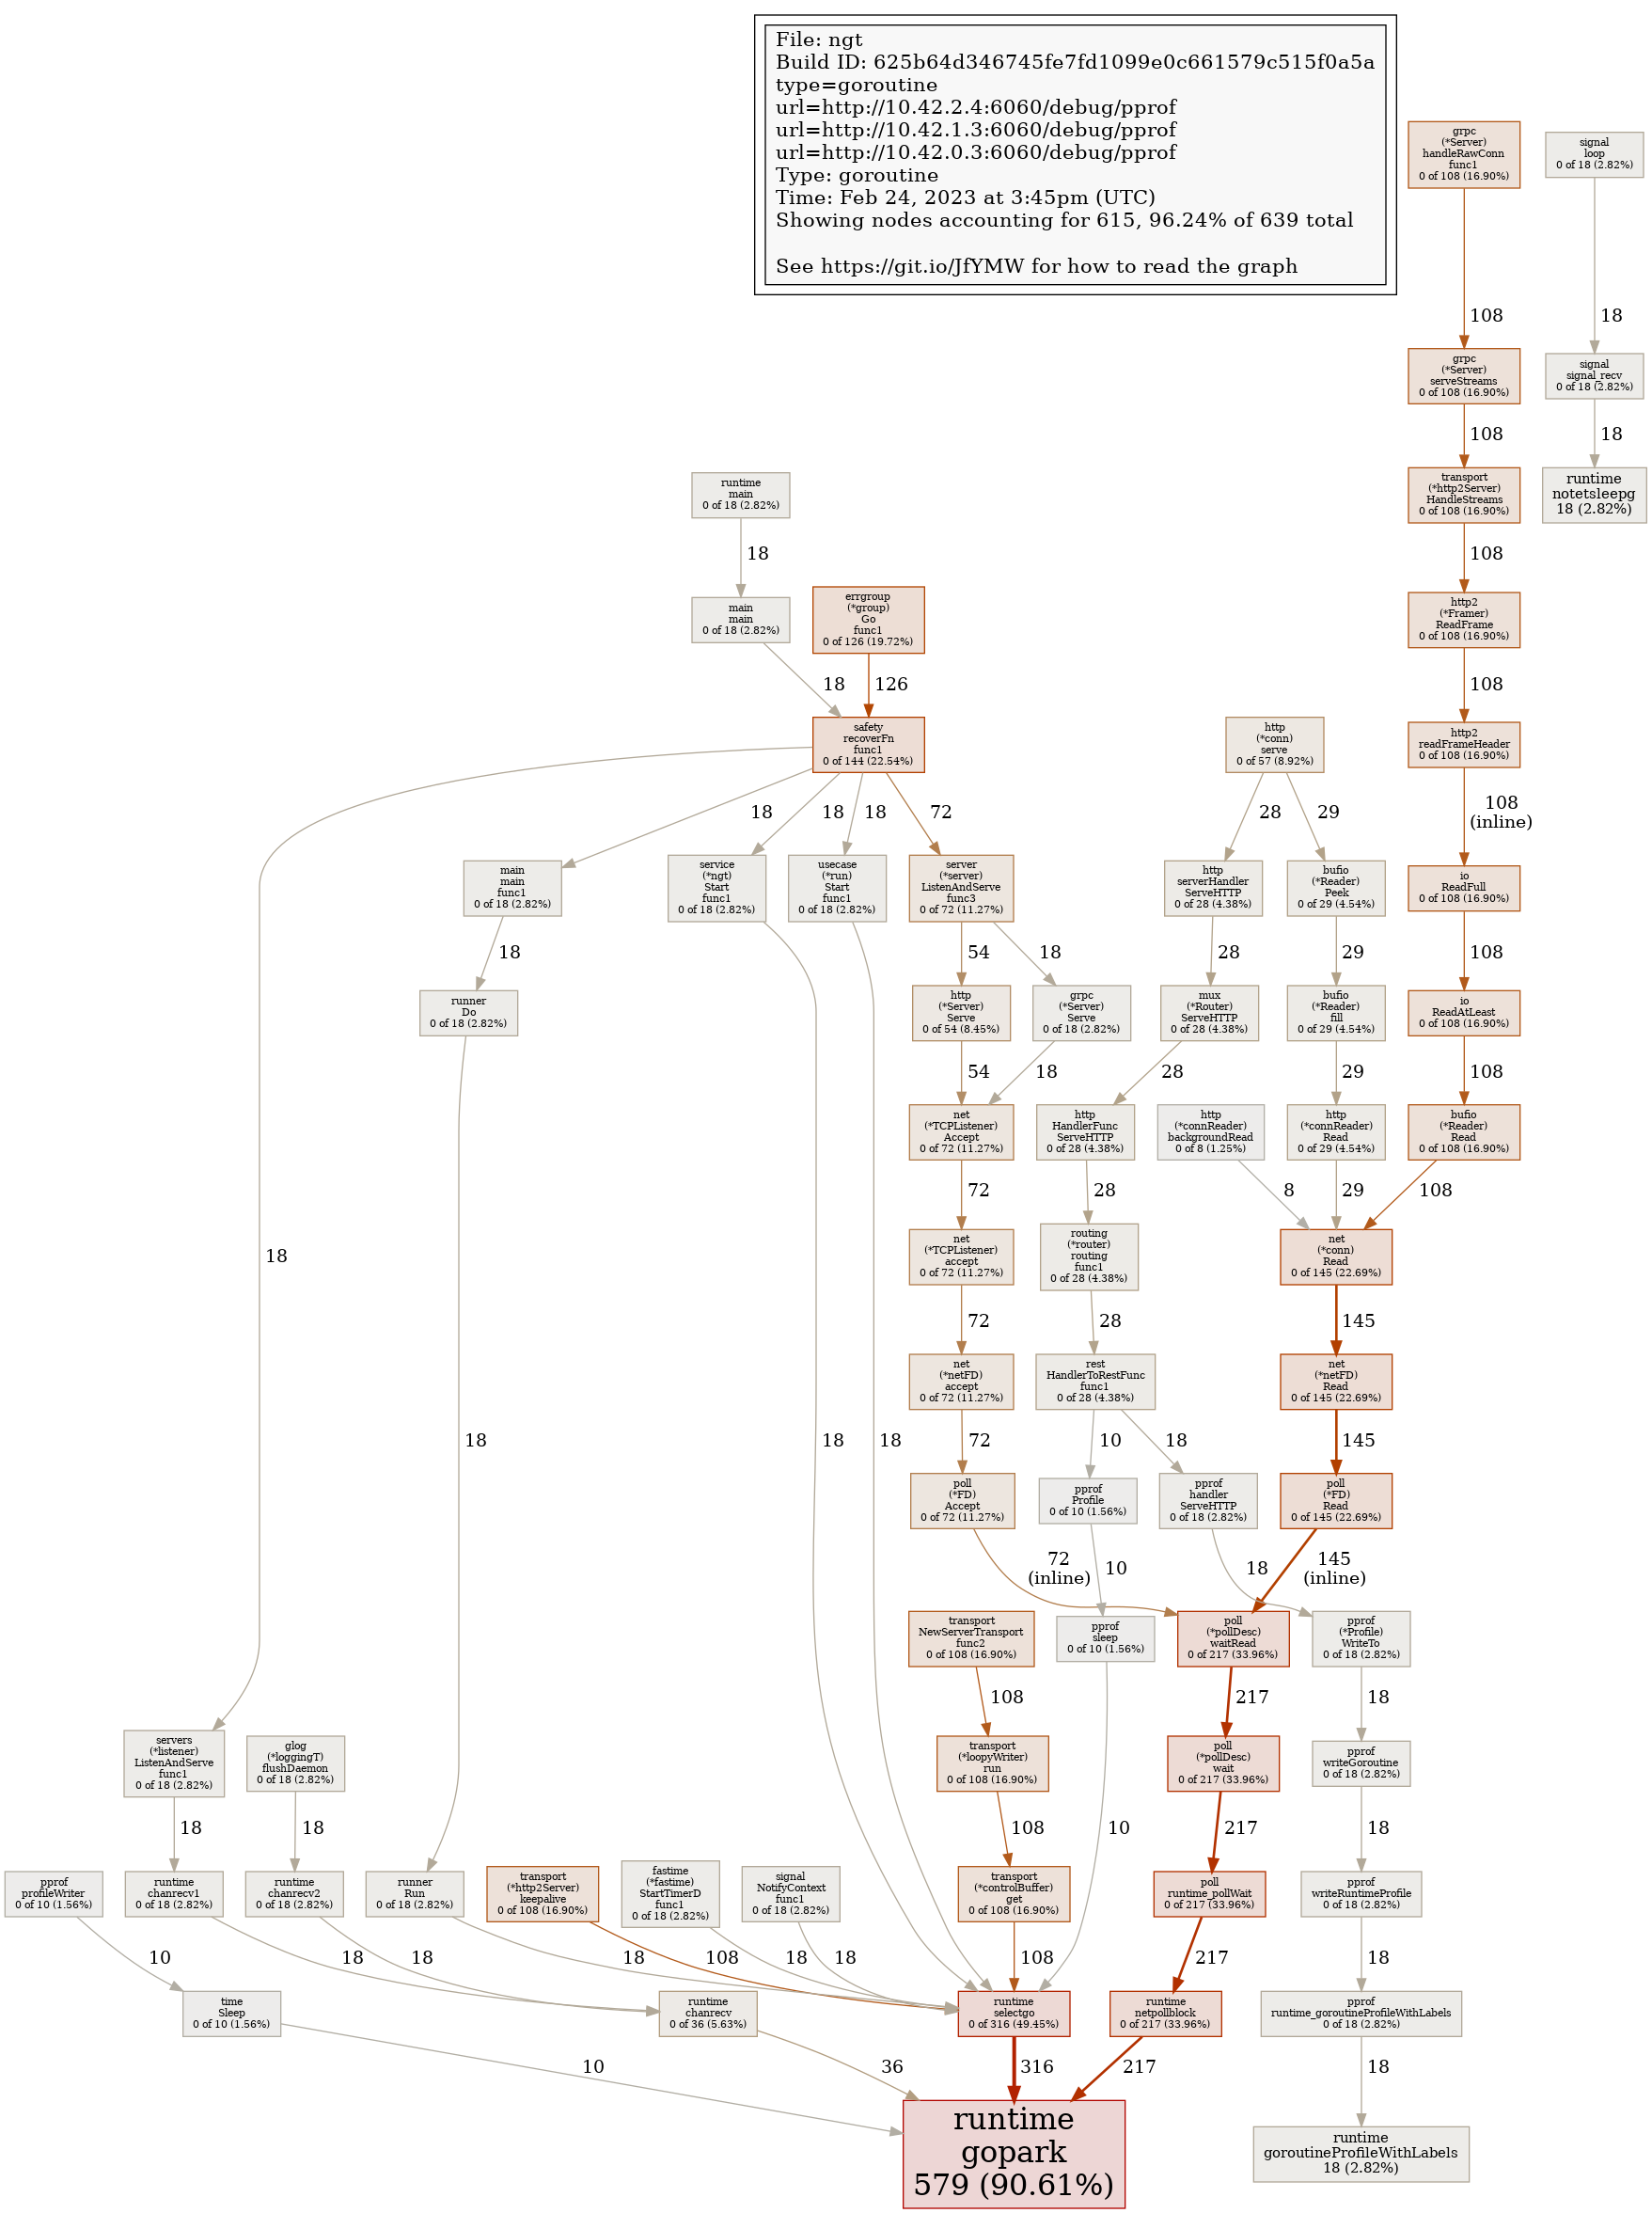 File: ngt
Build ID: 625b64d346745fe7fd1099e0c661579c515f0a5a
type=goroutine
url=http://10.42.2.4:6060/debug/pprof
url=http://10.42.1.3:6060/debug/pprof
url=http://10.42.0.3:6060/debug/pprof
Type: goroutine
Time: Feb 24, 2023 at 3:45pm (UTC)
Showing nodes accounting for 615, 96.24% of 639 total
See https://git.io/JfYMW for how to read the graph
grpc
(*Server)
handleRawConn
func1
0 of 108 (16.90%)
signal
loop
0 of 18 (2.82%)
108
18
grpc
(*Server)
serveStreams
0 of 108 (16.90%)
signal
signal_recv
0 of 18 (2.82%)
108
18
runtime
main
0 of 18 (2.82%)
transport
(*http2Server)
HandleStreams
0 of 108 (16.90%)
runtime
notetsleepg
18 (2.82%)
18
108
main
main
0 of 18 (2.82%)
errgroup
(*group)
Go
func1
0 of 126 (19.72%)
http2
(*Framer)
ReadFrame
0 of 108 (16.90%)
18
126
108
safety
recoverFn
func1
0 of 144 (22.54%)
http
(*conn)
serve
0 of 57 (8.92%)
http2
readFrameHeader
0 of 108 (16.90%)
18
18
18
72
28
29
108
(inline)
main
main
func1
0 of 18 (2.82%)
service
(*ngt)
Start
func1
0 of 18 (2.82%)
usecase
(*run)
Start
func1
0 of 18 (2.82%)
server
(*server)
ListenAndServe
func3
0 of 72 (11.27%)
http
serverHandler
ServeHTTP
0 of 28 (4.38%)
bufio
(*Reader)
Peek
0 of 29 (4.54%)
io
ReadFull
0 of 108 (16.90%)
18
54
18
28
29
108
runner
Do
0 of 18 (2.82%)
http
(*Server)
Serve
0 of 54 (8.45%)
grpc
(*Server)
Serve
0 of 18 (2.82%)
mux
(*Router)
ServeHTTP
0 of 28 (4.38%)
bufio
(*Reader)
fill
0 of 29 (4.54%)
io
ReadAtLeast
0 of 108 (16.90%)
54
18
28
29
108
net
(*TCPListener)
Accept
0 of 72 (11.27%)
http
HandlerFunc
ServeHTTP
0 of 28 (4.38%)
http
(*connReader)
backgroundRead
0 of 8 (1.25%)
http
(*connReader)
Read
0 of 29 (4.54%)
bufio
(*Reader)
Read
0 of 108 (16.90%)
72
28
8
29
108
18
net
(*TCPListener)
accept
0 of 72 (11.27%)
routing
(*router)
routing
func1
0 of 28 (4.38%)
net
(*conn)
Read
0 of 145 (22.69%)
72
28
145
net
(*netFD)
accept
0 of 72 (11.27%)
rest
HandlerToRestFunc
func1
0 of 28 (4.38%)
net
(*netFD)
Read
0 of 145 (22.69%)
18
18
18
72
10
18
145
poll
(*FD)
Accept
0 of 72 (11.27%)
pprof
Profile
0 of 10 (1.56%)
pprof
handler
ServeHTTP
0 of 18 (2.82%)
poll
(*FD)
Read
0 of 145 (22.69%)
72
(inline)
10
18
145
(inline)
transport
NewServerTransport
func2
0 of 108 (16.90%)
pprof
sleep
0 of 10 (1.56%)
poll
(*pollDesc)
waitRead
0 of 217 (33.96%)
pprof
(*Profile)
WriteTo
0 of 18 (2.82%)
108
217
18
servers
(*listener)
ListenAndServe
func1
0 of 18 (2.82%)
glog
(*loggingT)
flushDaemon
0 of 18 (2.82%)
transport
(*loopyWriter)
run
0 of 108 (16.90%)
poll
(*pollDesc)
wait
0 of 217 (33.96%)
pprof
writeGoroutine
0 of 18 (2.82%)
18
18
108
10
217
18
pprof
profileWriter
0 of 10 (1.56%)
runtime
chanrecv1
0 of 18 (2.82%)
runtime
chanrecv2
0 of 18 (2.82%)
runner
Run
0 of 18 (2.82%)
transport
(*http2Server)
keepalive
0 of 108 (16.90%)
fastime
(*fastime)
StartTimerD
func1
0 of 18 (2.82%)
signal
NotifyContext
func1
0 of 18 (2.82%)
transport
(*controlBuffer)
get
0 of 108 (16.90%)
poll
runtime_pollWait
0 of 217 (33.96%)
pprof
writeRuntimeProfile
0 of 18 (2.82%)
10
18
18
18
108
18
18
108
217
18
time
Sleep
0 of 10 (1.56%)
runtime
chanrecv
0 of 36 (5.63%)
runtime
selectgo
0 of 316 (49.45%)
runtime
netpollblock
0 of 217 (33.96%)
pprof
runtime_goroutineProfileWithLabels
0 of 18 (2.82%)
10
36
316
217
18
runtime
gopark
579 (90.61%)
runtime
goroutineProfileWithLabels
18 (2.82%)